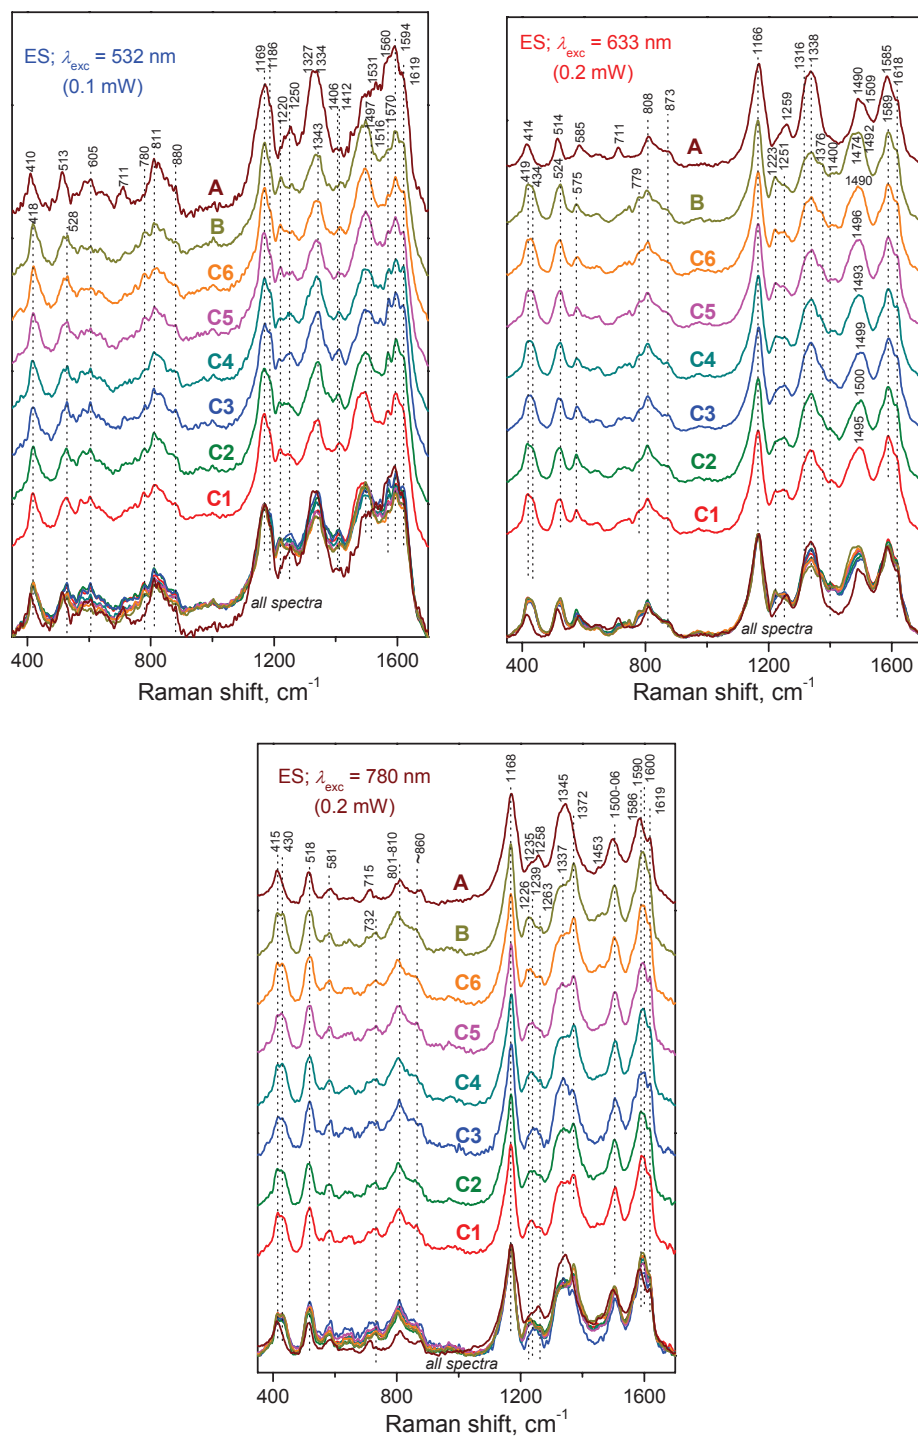 ES; λexc = 532 nm
(0.1 mW)
410
418
513
528
605
711
780
811
880
1169
1186
1220
1250
1327
1334
1343
1406
1412
1497
1516
1531
1560
1570
1594
1619
A
B
C6
C5
C4
C3
C2
C1
all spectra
400 800 1200 1600
Raman shift, cm-1
ES; λexc = 633 nm
(0.2 mW)
414
419
434
514
524
585
575
711
779
808
873
1166
1223
1251
1259
1316
1338
1376
1400
1490
1509
1474
1492
1585
1589
1618
1490
1496
1493
1499
1500
1495
A
B
C6
C5
C4
C3
C2
C1
all spectra
400 800 1200 1600
Raman shift, cm-1
ES; λexc = 780 nm
(0.2 mW)
415
430
518
581
715
732
801-810
~860
1168
1226
1235
1239
1258
1263
1337
1345
1372
1453
1500-06
1586
1590
1600
1619
A
B
C6
C5
C4
C3
C2
C1
all spectra
400 800 1200 1600
Raman shift, cm-1